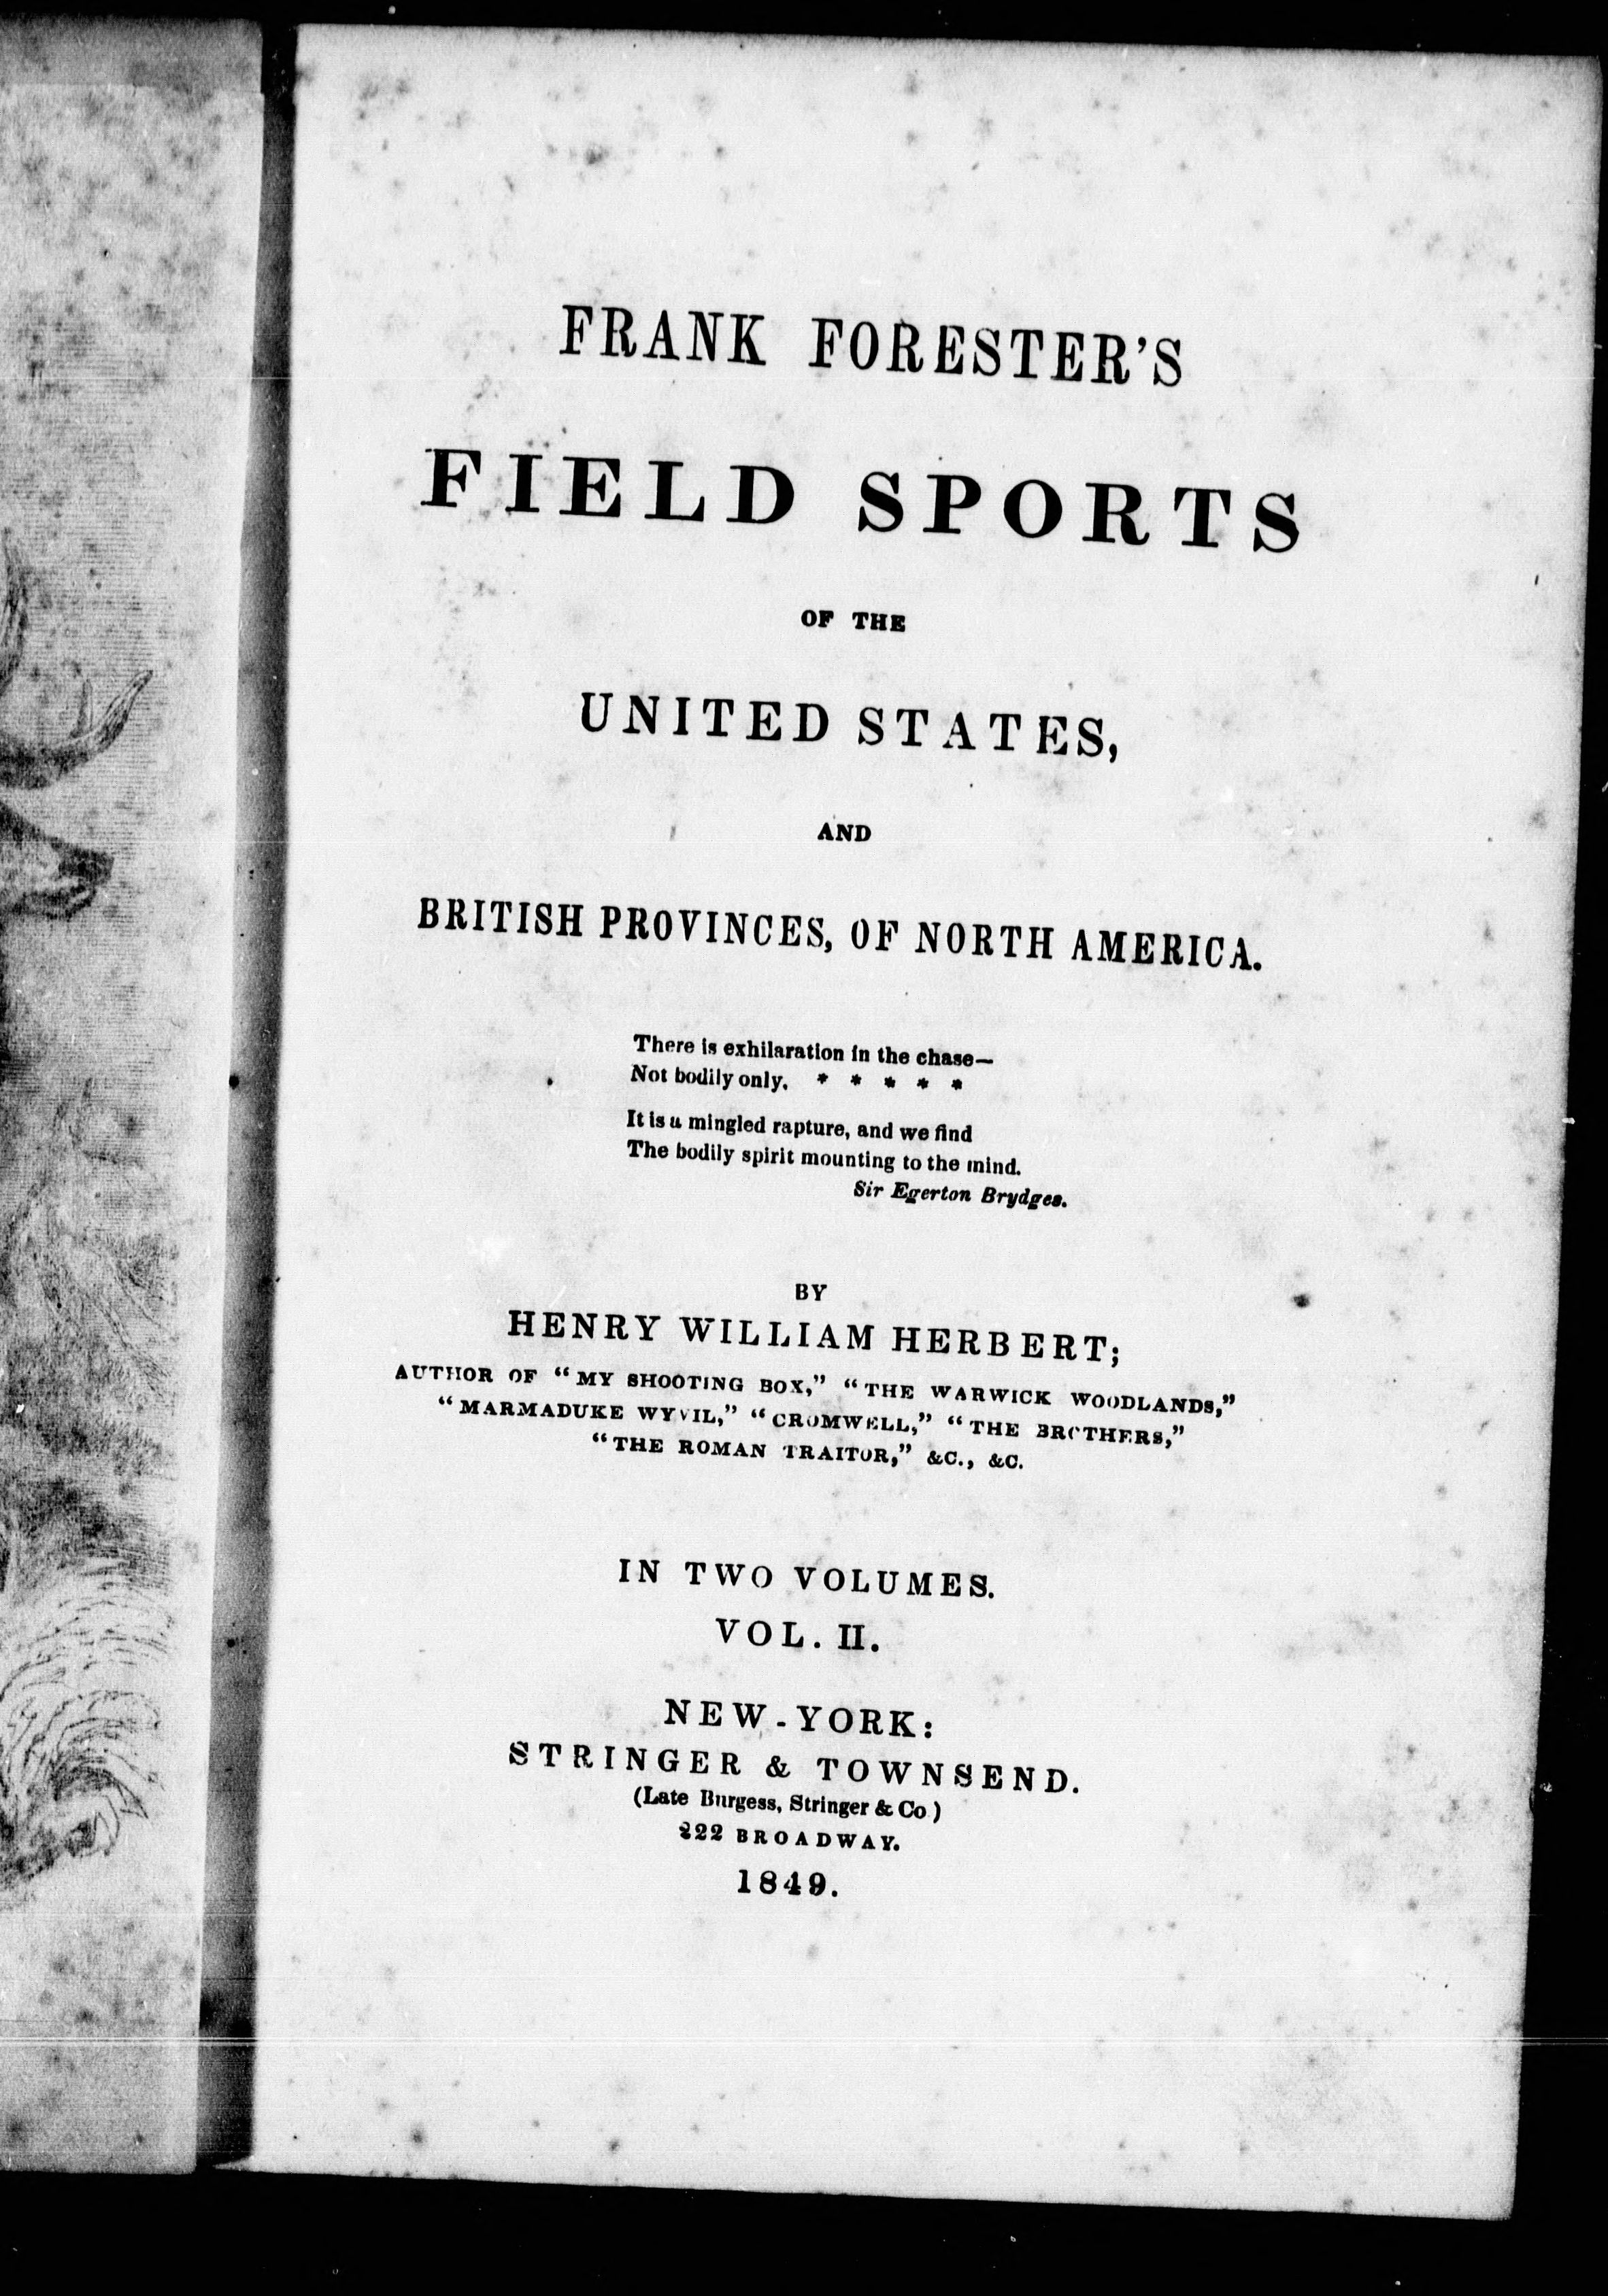 FRANK FORESTER'S
FIELD SPORTS
OF THE
UNITED STATES,
AND
BRITISH PROVINCES, OF NORTH AMERICA.
There is exhilaration in the chase—
Not bodily only. * * * * *
It is a mingled rapture, and we find
The bodily spirit mounting to the mind.
Sir Egerton Brydges.
BY
HENRY WILLIAM HERBERT;
AUTHOR OF "MY SHOOTING BOX," "THE WARWICK WOODLANDS,"
"MARMADUKE WYVIL," "CROMWELL," "THE BROTHERS,"
"THE ROMAN TRAITOR," &C., &C.
IN TWO VOLUMES.
VOL. II.
NEW-YORK:
STRINGER & TOWNSEND.
(Late Burgess, Stringer & Co.)
222 BROADWAY.
1849.